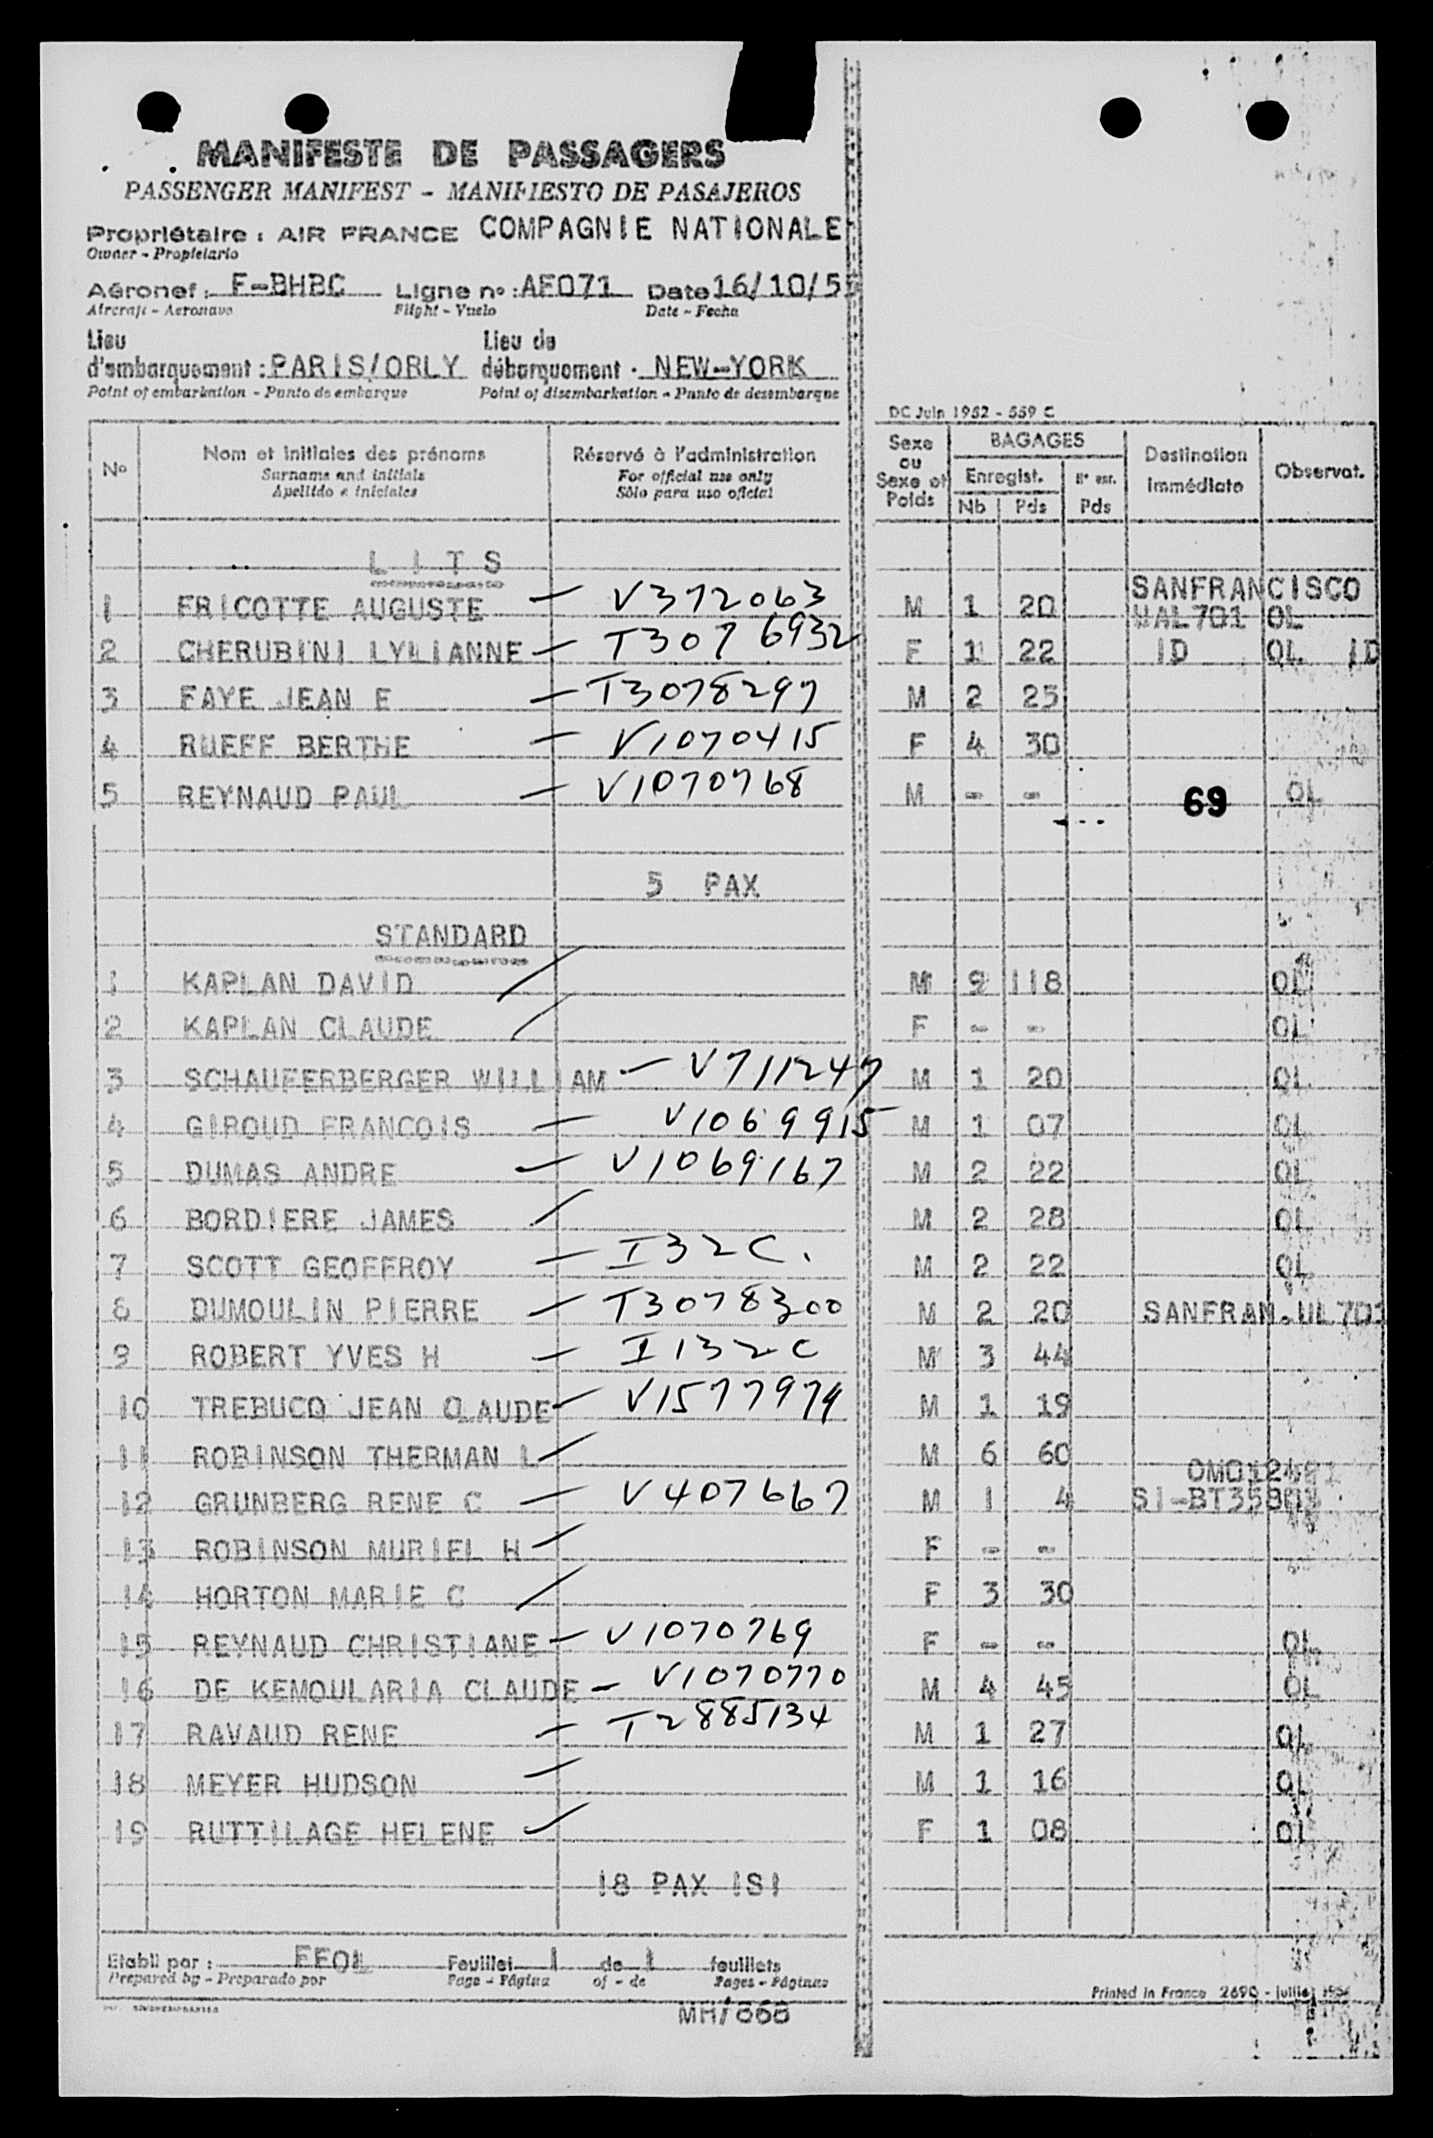 MANIFESTE DE PASSAGERS
PASSENGER MANIFEST - MANIFIESTO DE PASAJEROS
Propriétaire : AIR FRANCE COMPAGNIE NATIONALE
Owner - Propietario
Aéronef : F-BHBC Ligne no : AF071 Date 16/10/5
Aircraft - Aeronave Flight - Vuelo Date - Fecha
Lieu d'embarquement : PARIS/ORLY Lieu de débarquement : NEW-YORK
Point of embarkation - Punto de embarque Point of disembarkation - Punto de desembarque
DC Juin 1952 - 559 C
No Nom et initiales des prénoms Réservé à l'administration Sexe ou Sexe et Poids BAGAGES Destination immédiate Observat.
Surname and initials For official use only Enregist. No enr.
Apellido e iniciales Sólo para uso oficial Nb Pds Pds
LITS
SANFRANCISCO
1 FRICOTTE AUGUSTE — V372063 M 1 20 UAL701 OL
2 CHERUBINI LYLIANNE — T3076932 F 1 22 ID OL ID
3 FAYE JEAN E — T3078297 M 2 25
4 RUEFF BERTHE — V1070415 F 4 30
5 REYNAUD PAUL — V1070768 M - - 69 OL
5 PAX
STANDARD
1 KAPLAN DAVID / M 9 118 OL
2 KAPLAN CLAUDE / F - - OL
3 SCHAUFERBERGER WILLIAM — V711247 M 1 20 OL
4 GIROUD FRANCOIS — V1069915 M 1 07 OL
5 DUMAS ANDRE — V1069167 M 2 22 OL
6 BORDIERE JAMES / M 2 28 OL
7 SCOTT GEOFFROY — I32C. M 2 22 OL
8 DUMOULIN PIERRE — T3078300 M 2 20 SANFRAN.UL701
9 ROBERT YVES H — I132C M 3 44
10 TREBUCQ JEAN CLAUDE — V1577974 M 1 19
11 ROBINSON THERMAN L / M 6 60
12 GRUNBERG RENE C — V407667 M 1 4
13 ROBINSON MURIEL H / F - -
14 HORTON MARIE C / F 3 30
15 REYNAUD CHRISTIANE — V1070769 F - - OL
16 DE KEMOULARIA CLAUDE — V1070770 M 4 45 OL
17 RAVAUD RENE — T2885134 M 1 27 OL
18 MEYER HUDSON / M 1 16 OL
19 RUTTILAGE HELENE / F 1 08 OL
18 PAX ISI
Etabli par : FFOL Feuillet 1 de 1 feuillets
Prepared by - Preparado por Page - Página of - de Pages - Páginas
Printed in France 2690 - Juillet
MH/